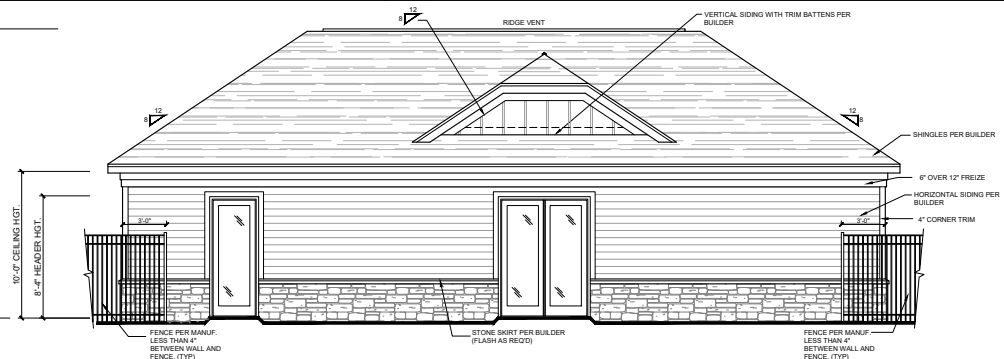 12
8
RIDGE VENT
VERTICAL SIDING WITH TRIM BATTENS PER
BUILDER
12
8
12
8
SHINGLES PER BUILDER
6" OVER 12" FREIZE
HORIZONTAL SIDING PER
BUILDER
4" CORNER TRIM
3'-0"
3'-0"
10'-0" CEILING HGT.
8'-4" HEADER HGT.
FENCE PER MANUF.
LESS THAN 4"
BETWEEN WALL AND
FENCE. (TYP)
STONE SKIRT PER BUILDER
(FLASH AS REQ'D)
FENCE PER MANUF.
LESS THAN 4"
BETWEEN WALL AND
FENCE. (TYP)